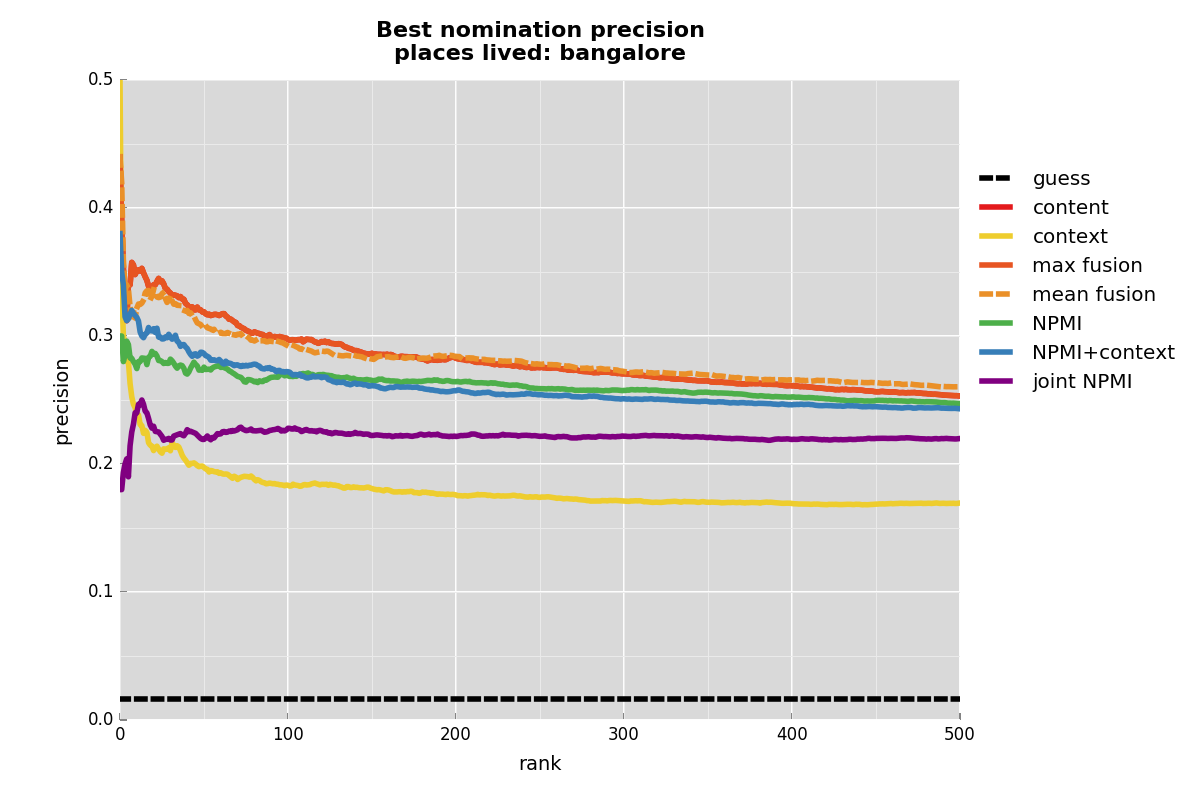 Best nomination precision
places lived: bangalore
0.5
0.4
0.3
0.2
0.1
0.0
precision
0
100
200
300
400
500
rank
guess
content
context
max fusion
mean fusion
NPMI
NPMI+context
joint NPMI